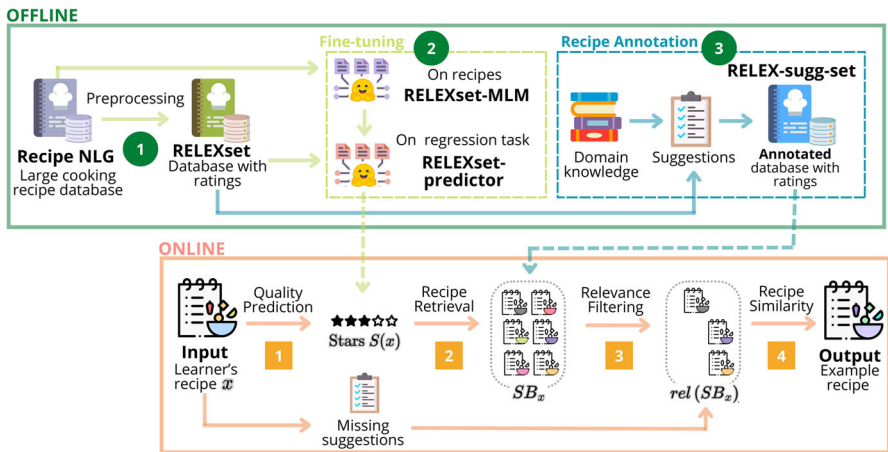 OFFLINE
Fine-tuning
2
Recipe Annotation
3
On recipes
RELEXset-MLM
RELEX-sugg-set
Preprocessing
1
Recipe NLG
Large cooking
recipe database
RELEXset
Database with
ratings
On regression task
RELEXset-
predictor
Domain
knowledge
Suggestions
Annotated
database with
ratings
ONLINE
Input
Learner's
recipe x
Quality
Prediction
1
Stars S(x)
Missing
suggestions
Recipe
Retrieval
2
SBₓ
Relevance
Filtering
3
rel (SBₓ)
Recipe
Similarity
4
Output
Example
recipe